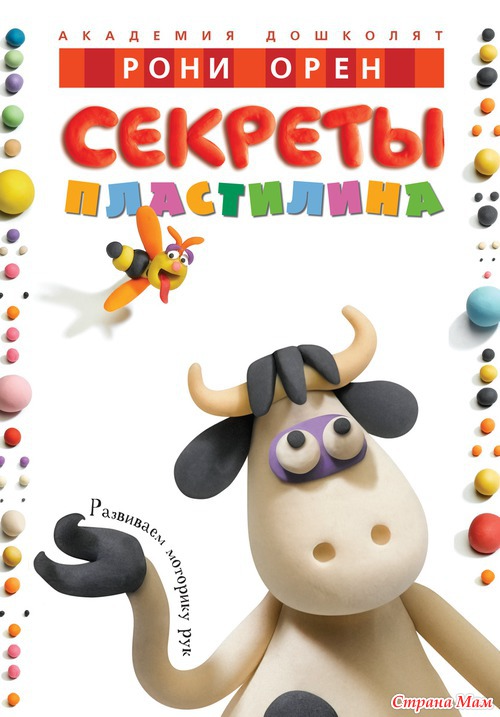 АКАДЕМИЯ ДОШКОЛЯТ
РОНИ ОРЕН
СЕКРЕТЫ
ПЛАСТИЛИНА
Развиваем моторику рук
Страна Мам